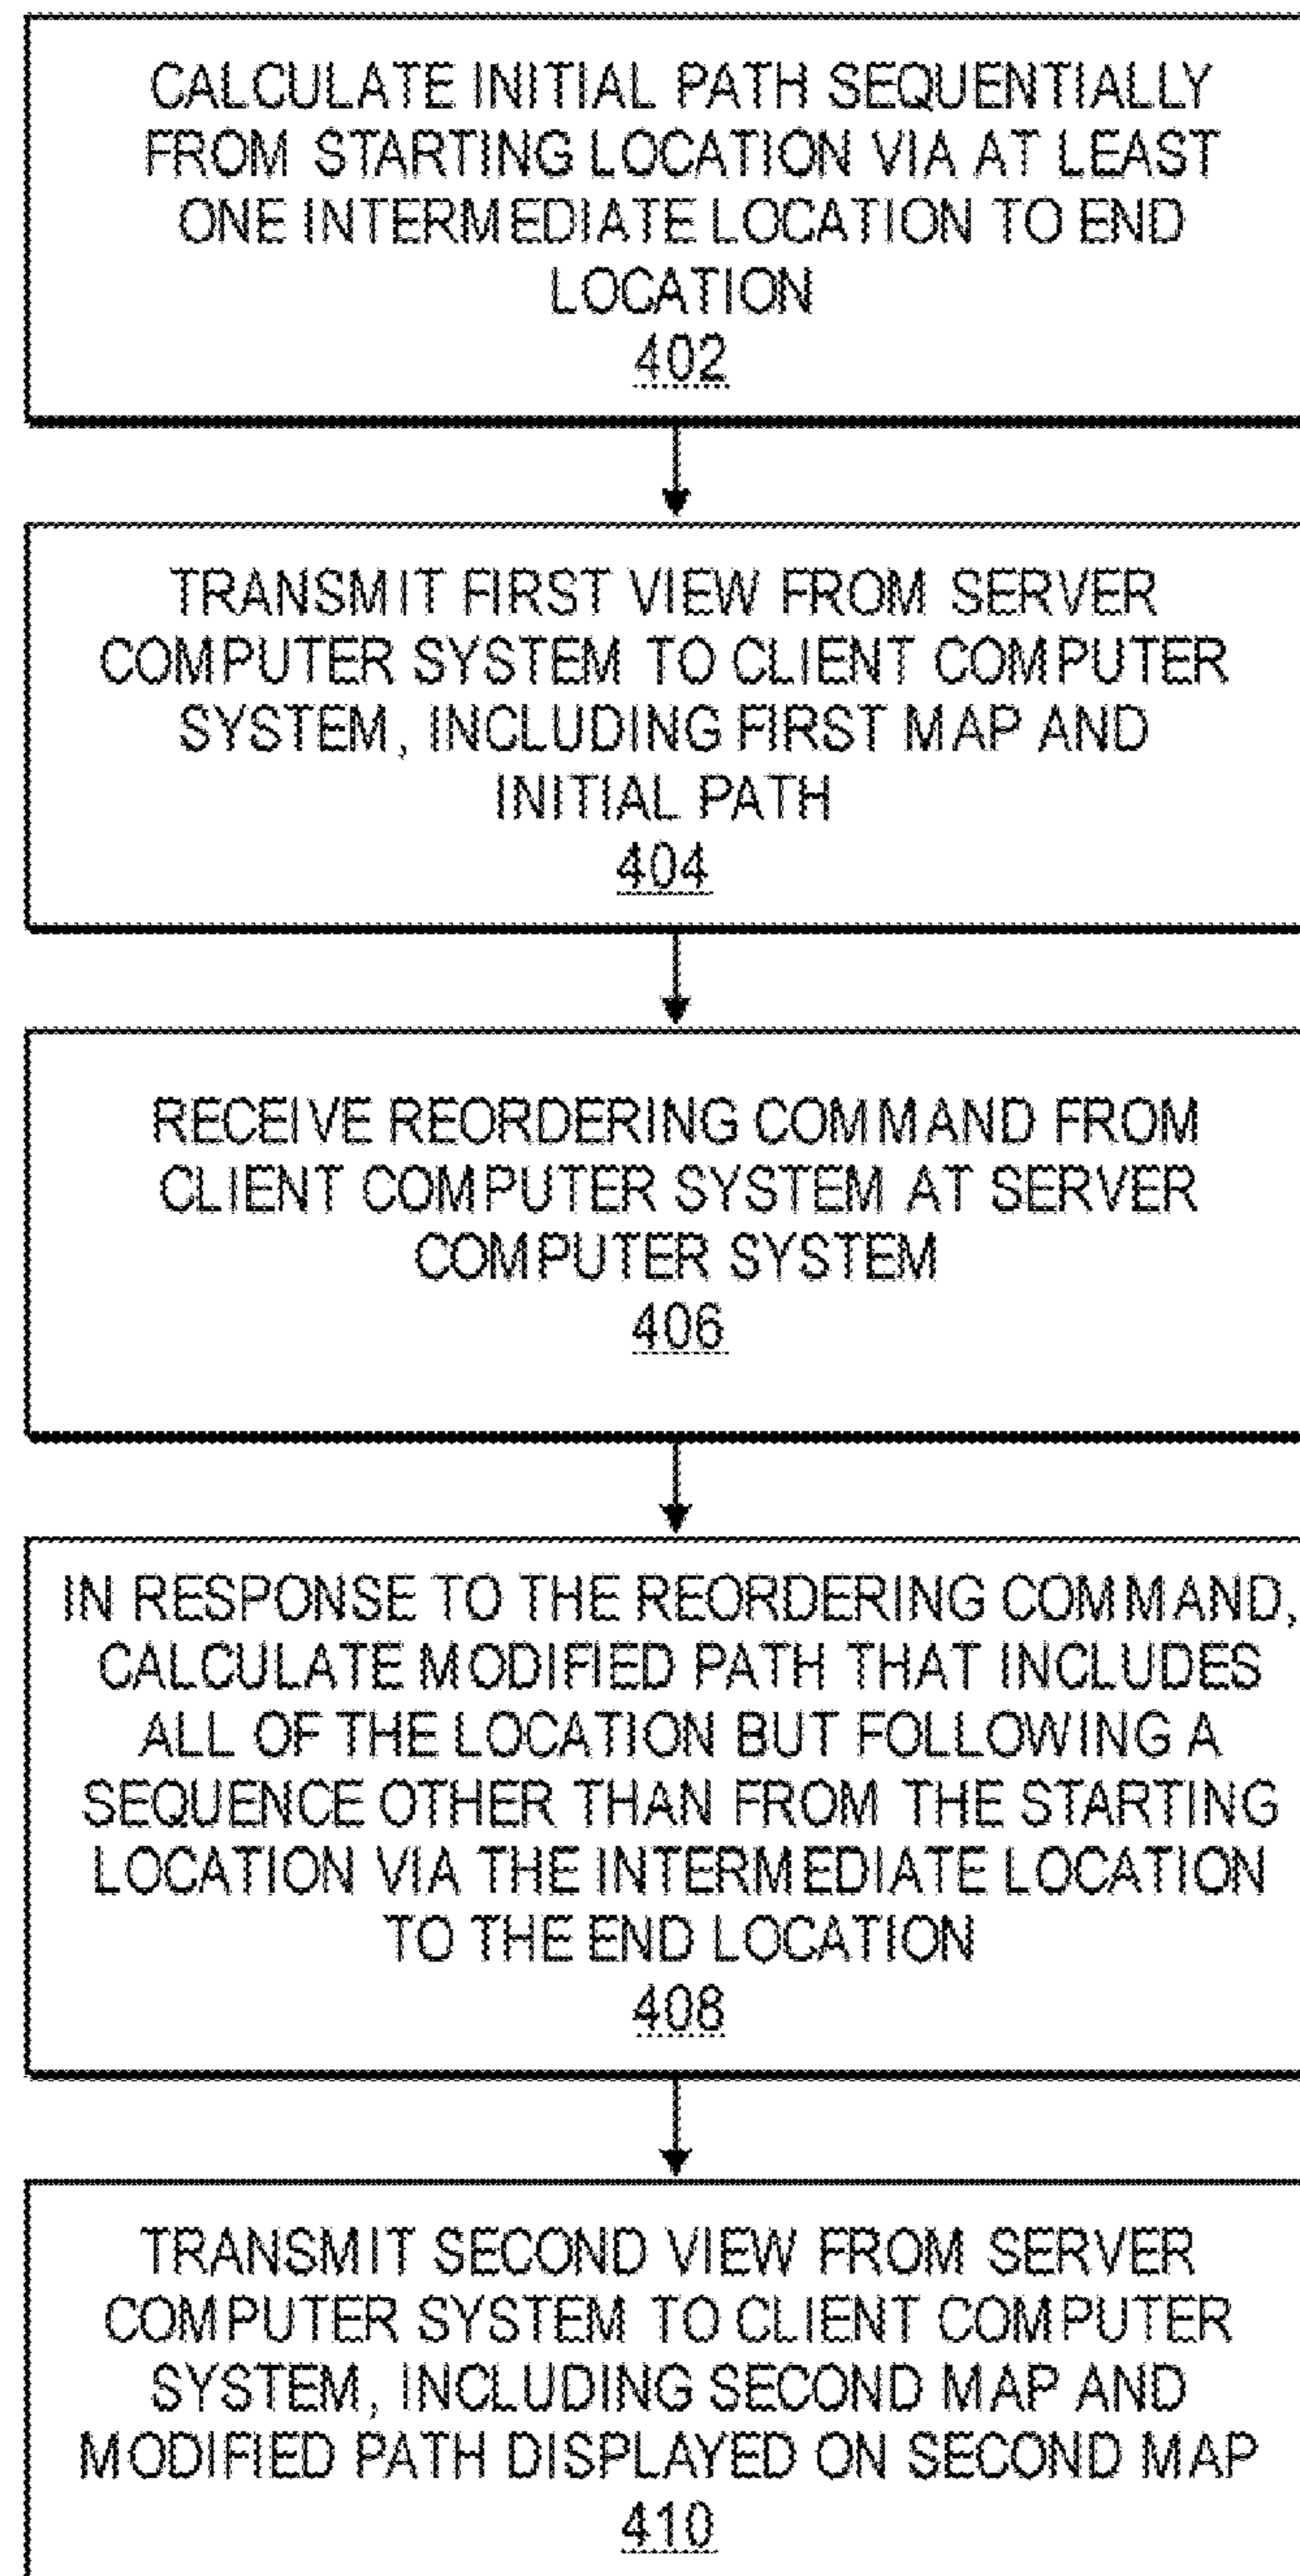 CALCULATE INITIAL PATH SEQUENTIALLY
FROM STARTING LOCATION VIA AT LEAST
ONE INTERMEDIATE LOCATION TO END
LOCATION
402
TRANSMIT FIRST VIEW FROM SERVER
COMPUTER SYSTEM TO CLIENT COMPUTER
SYSTEM, INCLUDING FIRST MAP AND
INITIAL PATH
404
RECEIVE REORDERING COMMAND FROM
CLIENT COMPUTER SYSTEM AT SERVER
COMPUTER SYSTEM
406
IN RESPONSE TO THE REORDERING COMMAND,
CALCULATE MODIFIED PATH THAT INCLUDES
ALL OF THE LOCATION BUT FOLLOWING A
SEQUENCE OTHER THAN FROM THE STARTING
LOCATION VIA THE INTERMEDIATE LOCATION
TO THE END LOCATION
408
TRANSMIT SECOND VIEW FROM SERVER
COMPUTER SYSTEM TO CLIENT COMPUTER
SYSTEM, INCLUDING SECOND MAP AND
MODIFIED PATH DISPLAYED ON SECOND MAP
410